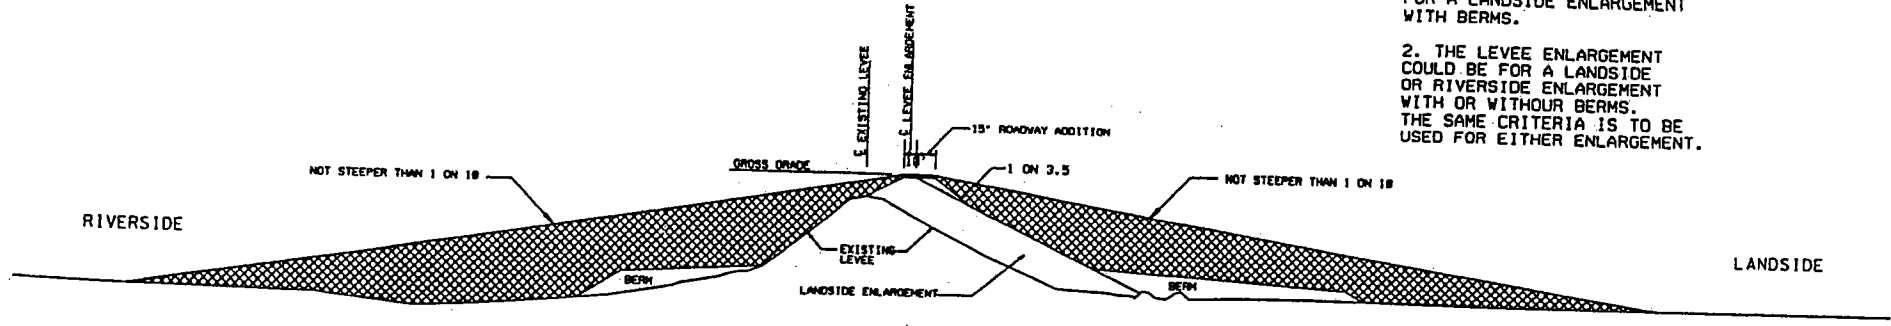 FOR A LANDSIDE ENLARGEMENT
WITH BERMS.
2. THE LEVEE ENLARGEMENT
COULD BE FOR A LANDSIDE
OR RIVERSIDE ENLARGEMENT
WITH OR WITHOUR BERMS.
THE SAME CRITERIA IS TO BE
USED FOR EITHER ENLARGEMENT.
℄ EXISTING LEVEE
℄ LEVEE ENLARGEMENT
15' ROADWAY ADDITION
10'
GROSS GRADE
1 ON 3.5
NOT STEEPER THAN 1 ON 10
NOT STEEPER THAN 1 ON 10
RIVERSIDE
LANDSIDE
EXISTING
LEVEE
BERM
LANDSIDE ENLARGEMENT
BERM